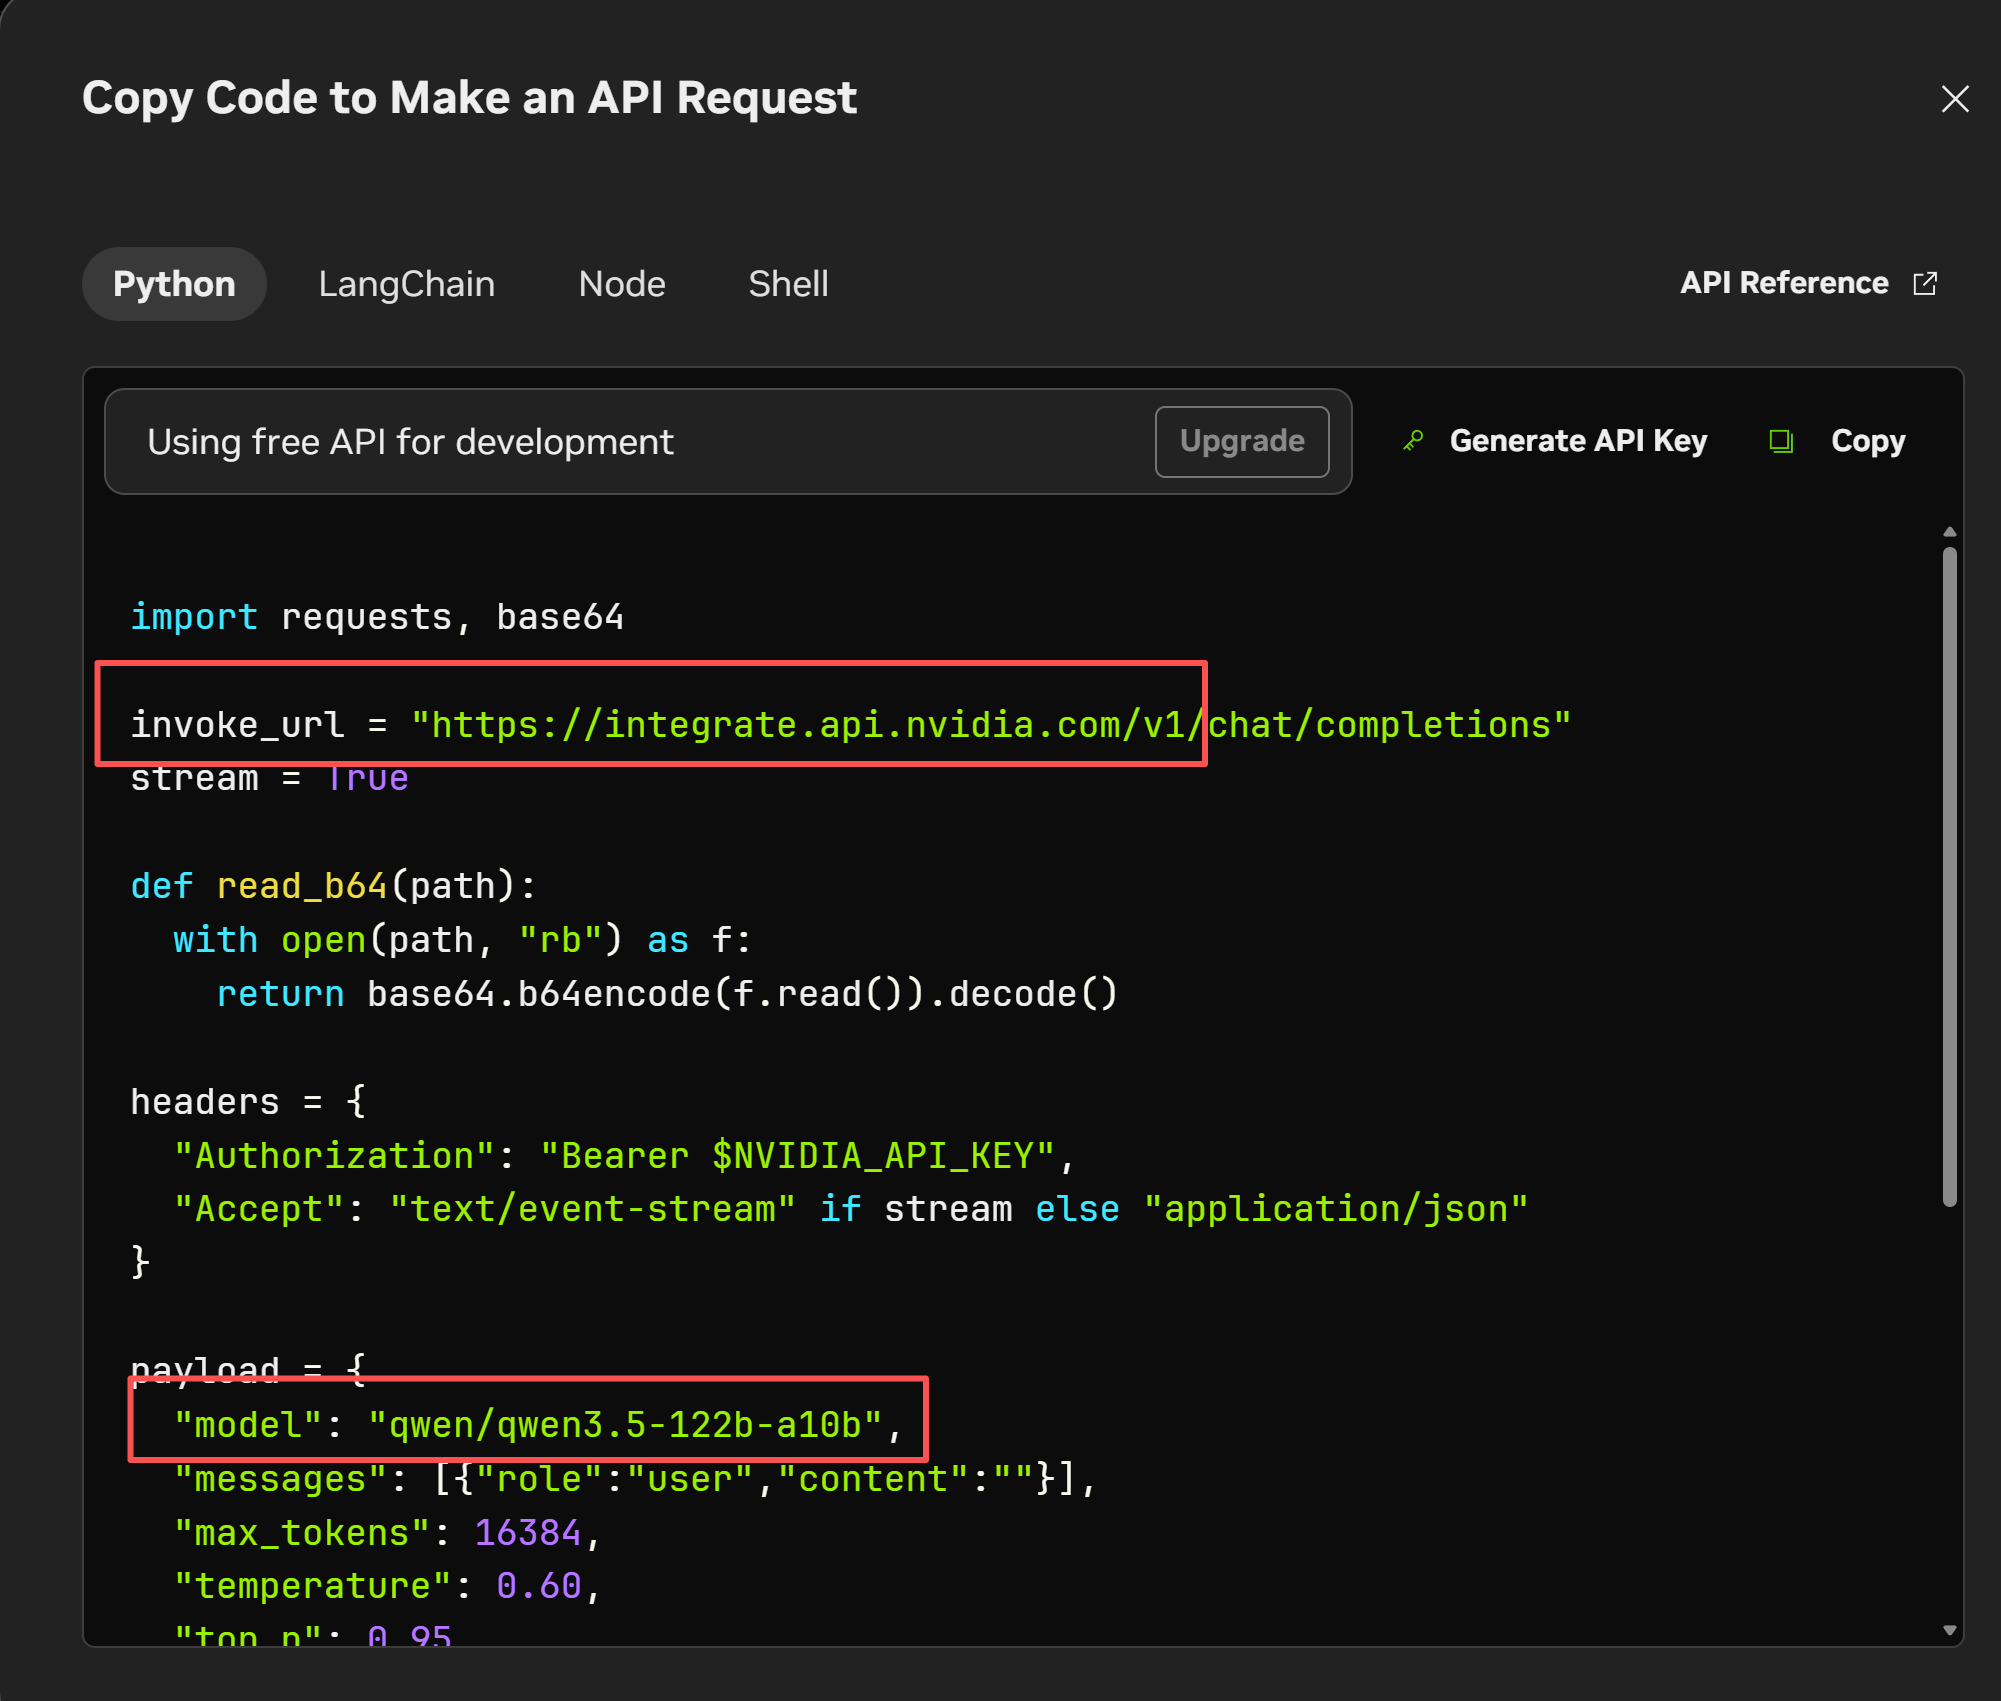 Copy Code to Make an API Request
Python LangChain Node Shell API Reference
Using free API for development Upgrade Generate API Key Copy
import requests, base64
invoke_url = "https://integrate.api.nvidia.com/v1/chat/completions"
stream = True
def read_b64(path):
with open(path, "rb") as f:
return base64.b64encode(f.read()).decode()
headers = {
"Authorization": "Bearer $NVIDIA_API_KEY",
"Accept": "text/event-stream" if stream else "application/json"
}
payload = {
"model": "qwen/qwen3.5-122b-a10b",
"messages": [{"role":"user","content":""}],
"max_tokens": 16384,
"temperature": 0.60,
"top_p": 0.95